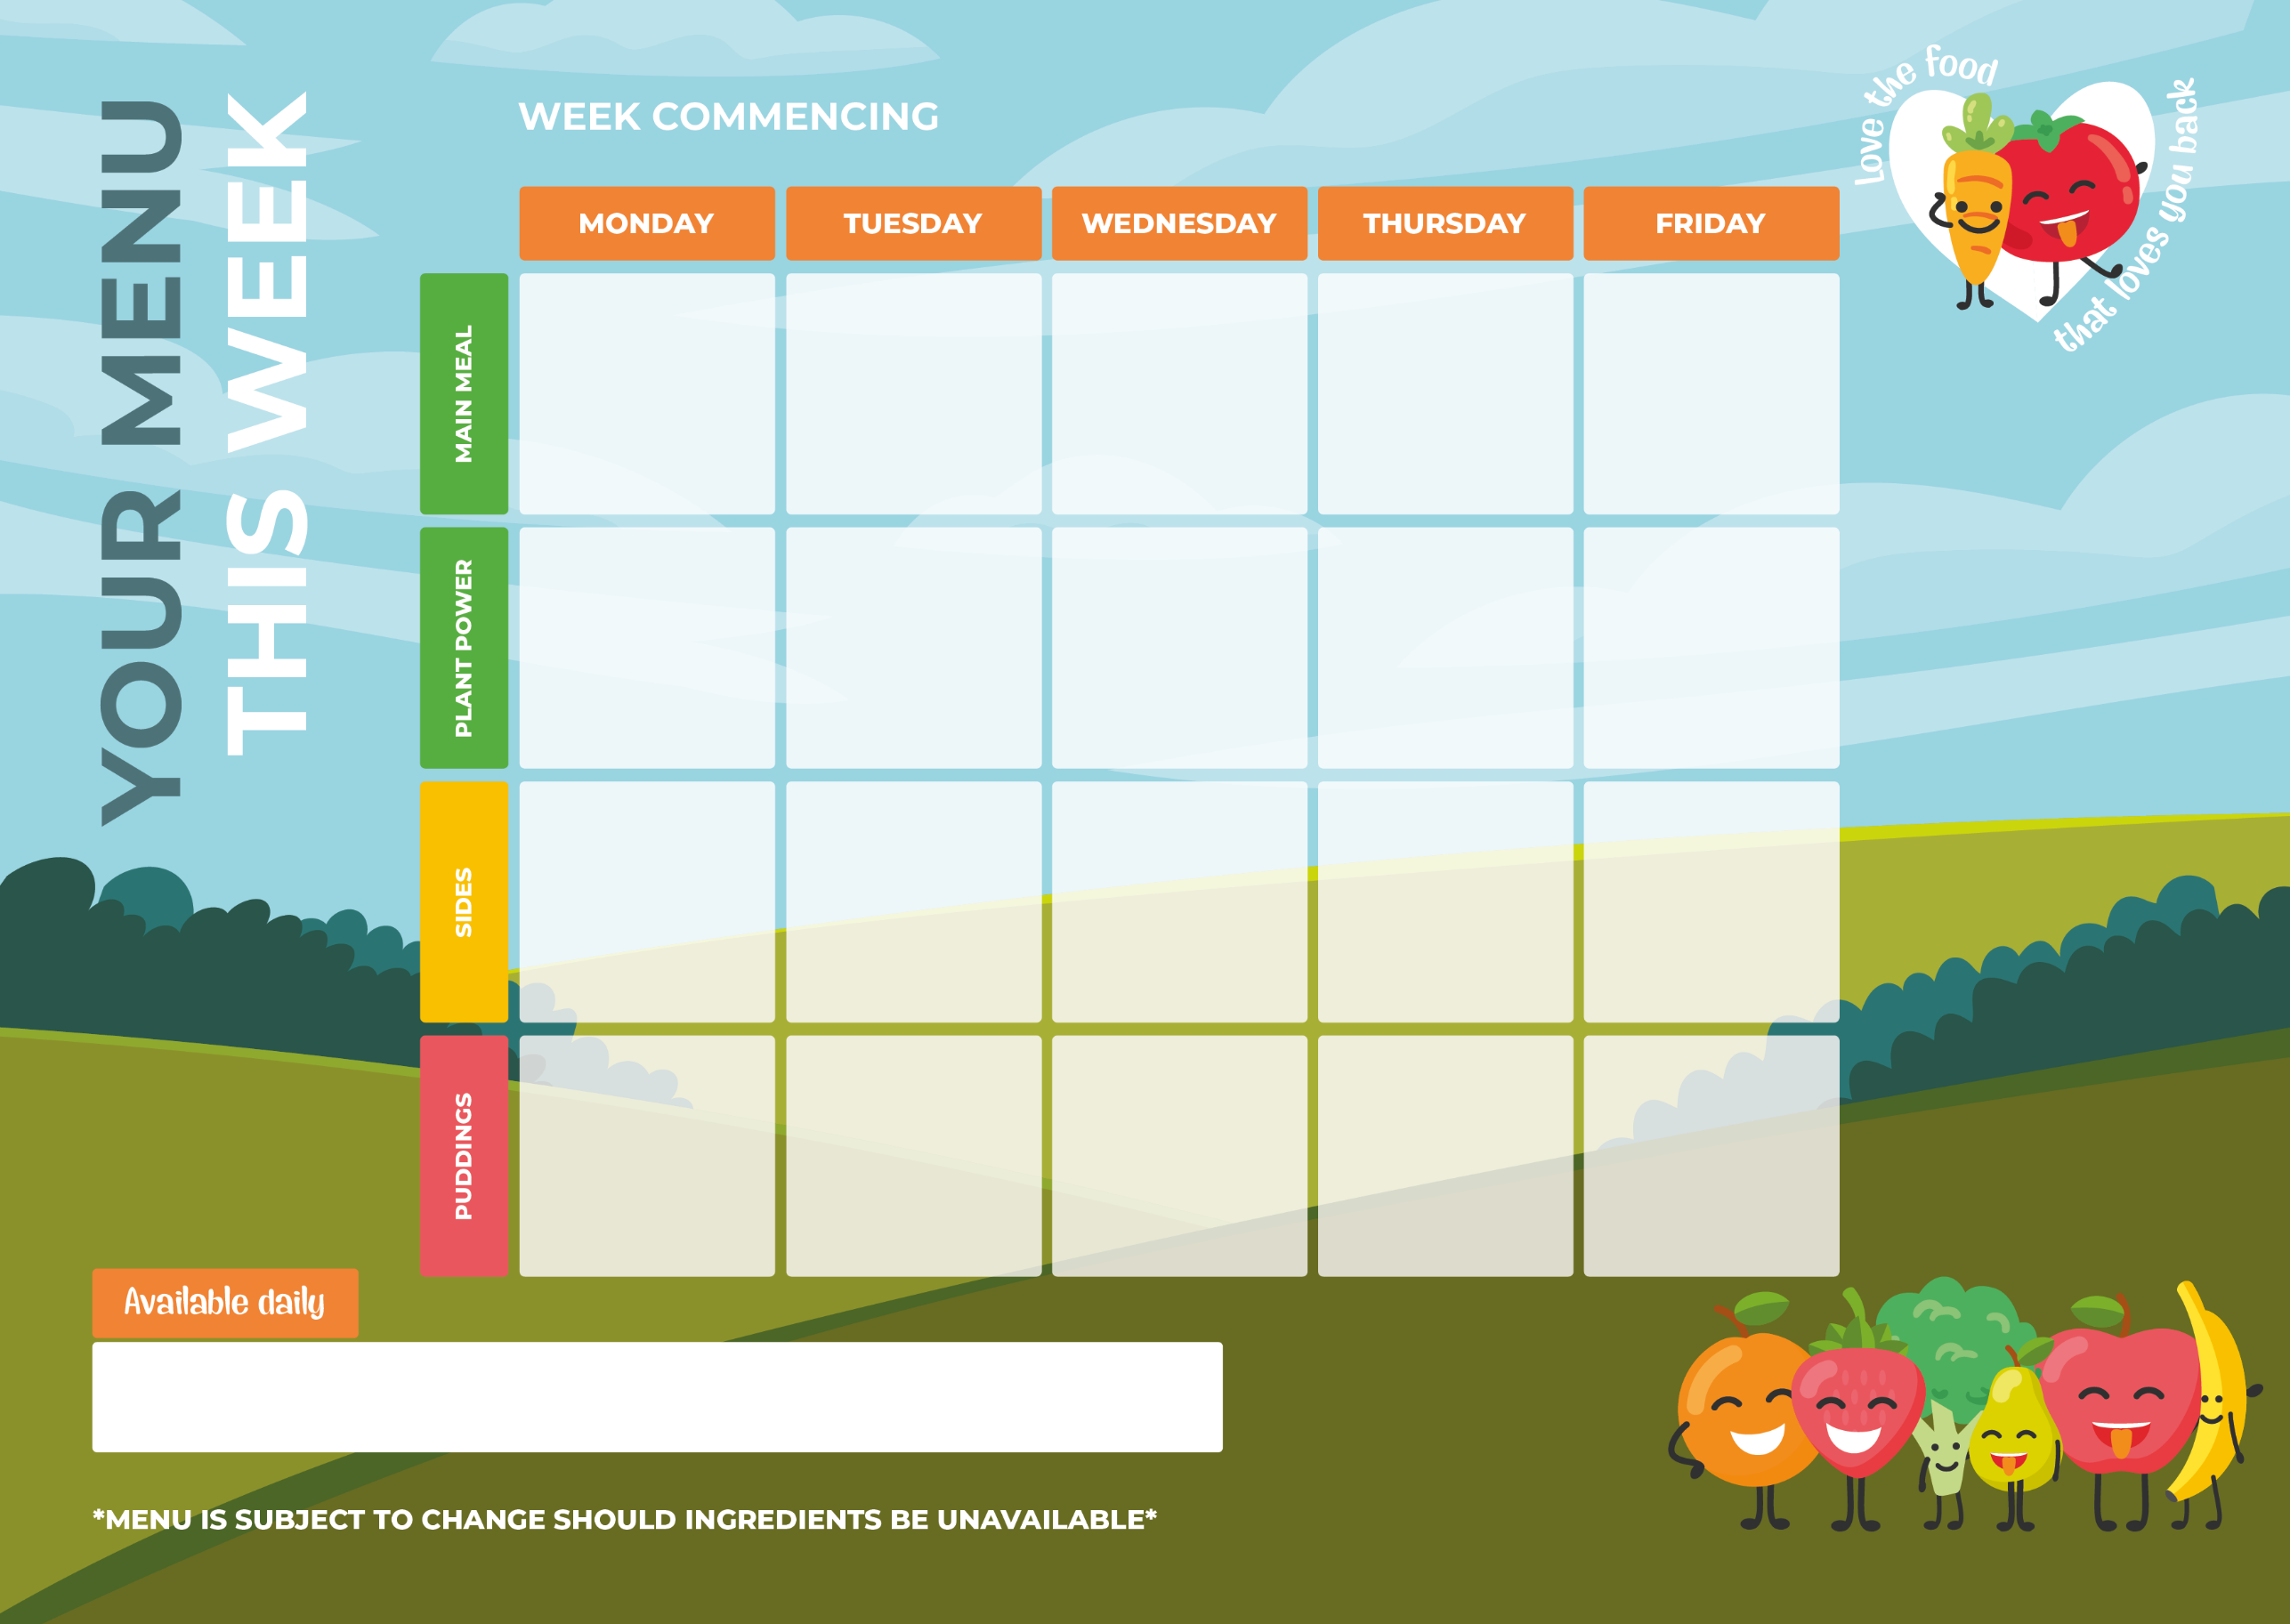 YOUR MENU
THIS WEEK
WEEK COMMENCING
Love the food
that loves you back
MONDAY
TUESDAY
WEDNESDAY
THURSDAY
FRIDAY
MAIN MEAL
PLANT POWER
SIDES
PUDDINGS
Available daily
*MENU IS SUBJECT TO CHANGE SHOULD INGREDIENTS BE UNAVAILABLE*